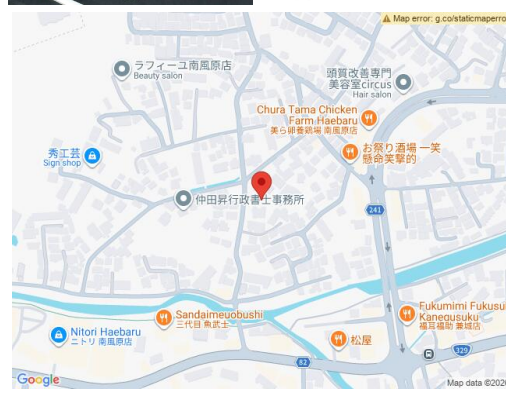 Map error: g.co/staticmaperro
ラフィーユ南風原店
Beauty salon
頭質改善専門
美容室circus
Hair salon
Chura Tama Chicken
Farm Haebaru
美ら卵養鶏場 南風原店
お祭り酒場 一笑
懸命笑撃的
秀工芸
Sign shop
仲田昇行政書士事務所
241
Sandaimeuobushi
三代目 魚武士
Fukumimi Fukusu
Kanegusuku
福耳福助 兼城店
Nitori Haebaru
ニトリ 南風原店
松屋
82
329
Google
Map data ©2026